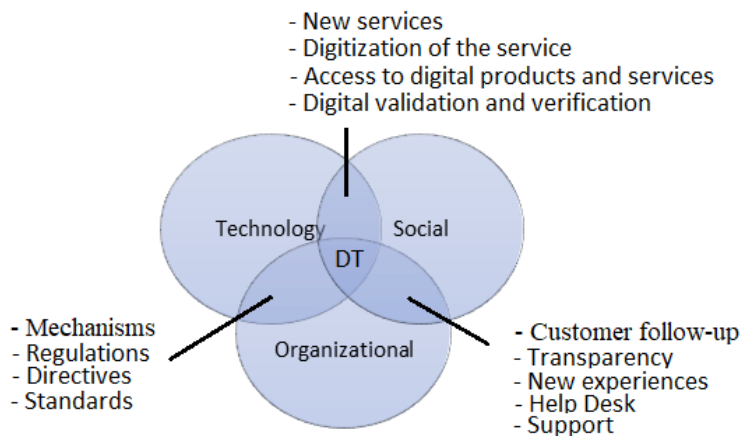 - New services
- Digitization of the service
- Access to digital products and services
- Digital validation and verification
Technology
Social
DT
Organizational
- Mechanisms
- Regulations
- Directives
- Standards
- Customer follow-up
- Transparency
- New experiences
- Help Desk
- Support